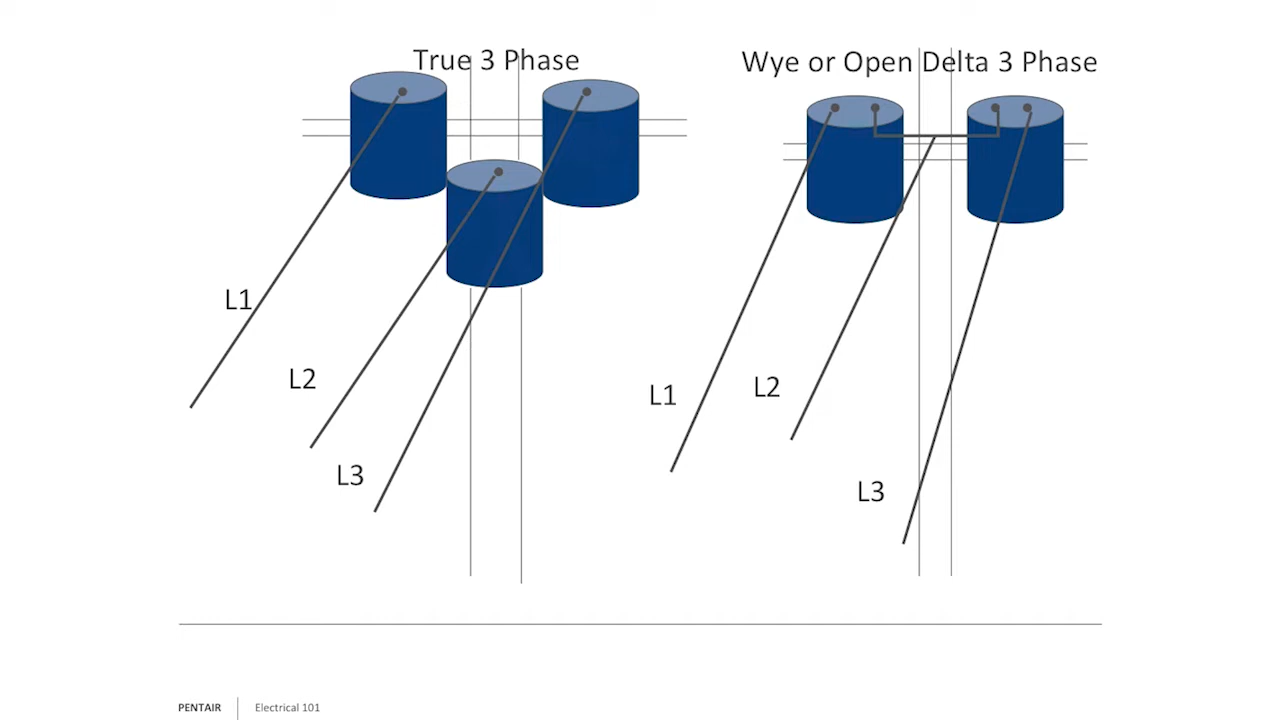 True 3 Phase
Wye or Open Delta 3 Phase
L1
L2
L3
L1
L2
L3
PENTAIR
Electrical 101